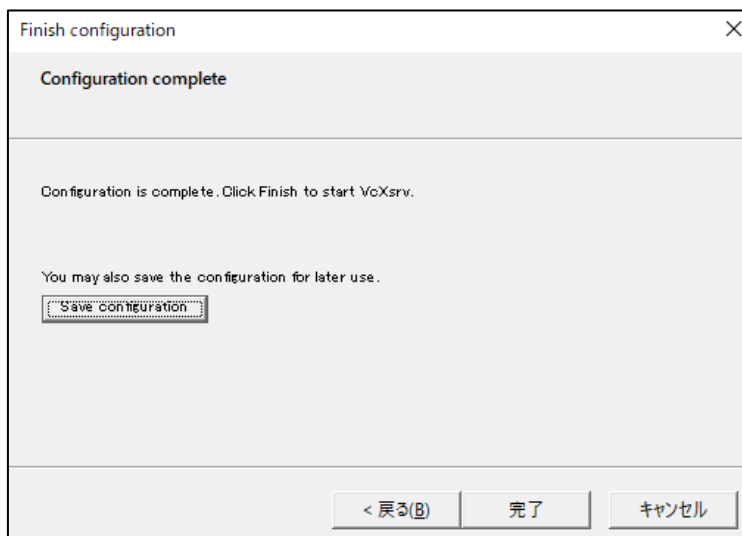 Finish configuration
Configuration complete
Configuration is complete. Click Finish to start VcXsrv.
You may also save the configuration for later use.
Save configuration
< 戻る(B)
完了
キャンセル